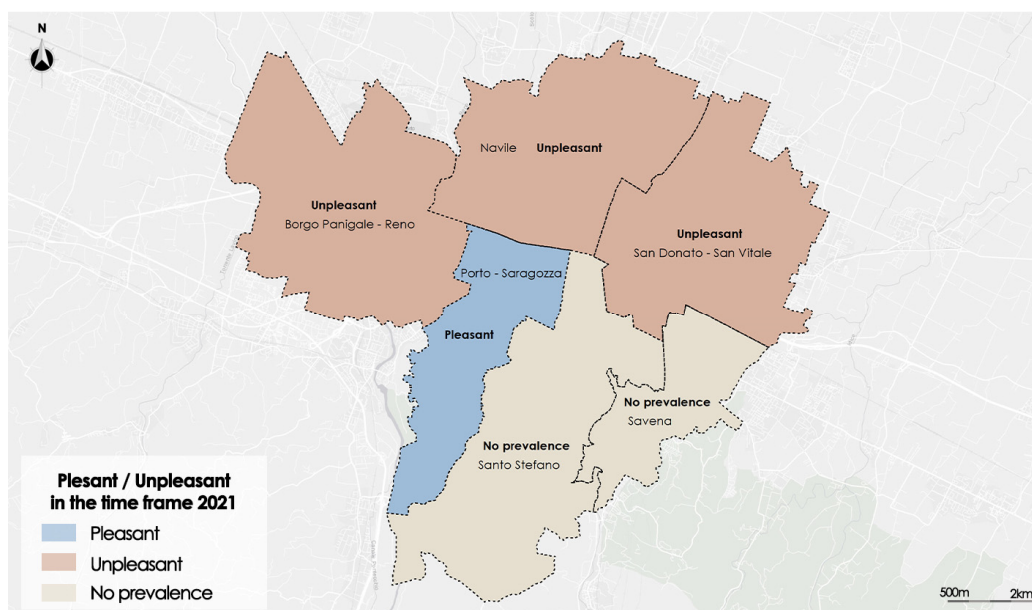 N
Navile Unpleasant
Unpleasant
Borgo Panigale - Reno
Unpleasant
San Donato - San Vitale
Porto - Saragozza
Pleasant
No prevalence
Savena
No prevalence
Santo Stefano
Plesant / Unpleasant
in the time frame 2021
Pleasant
Unpleasant
No prevalence
500m 2km